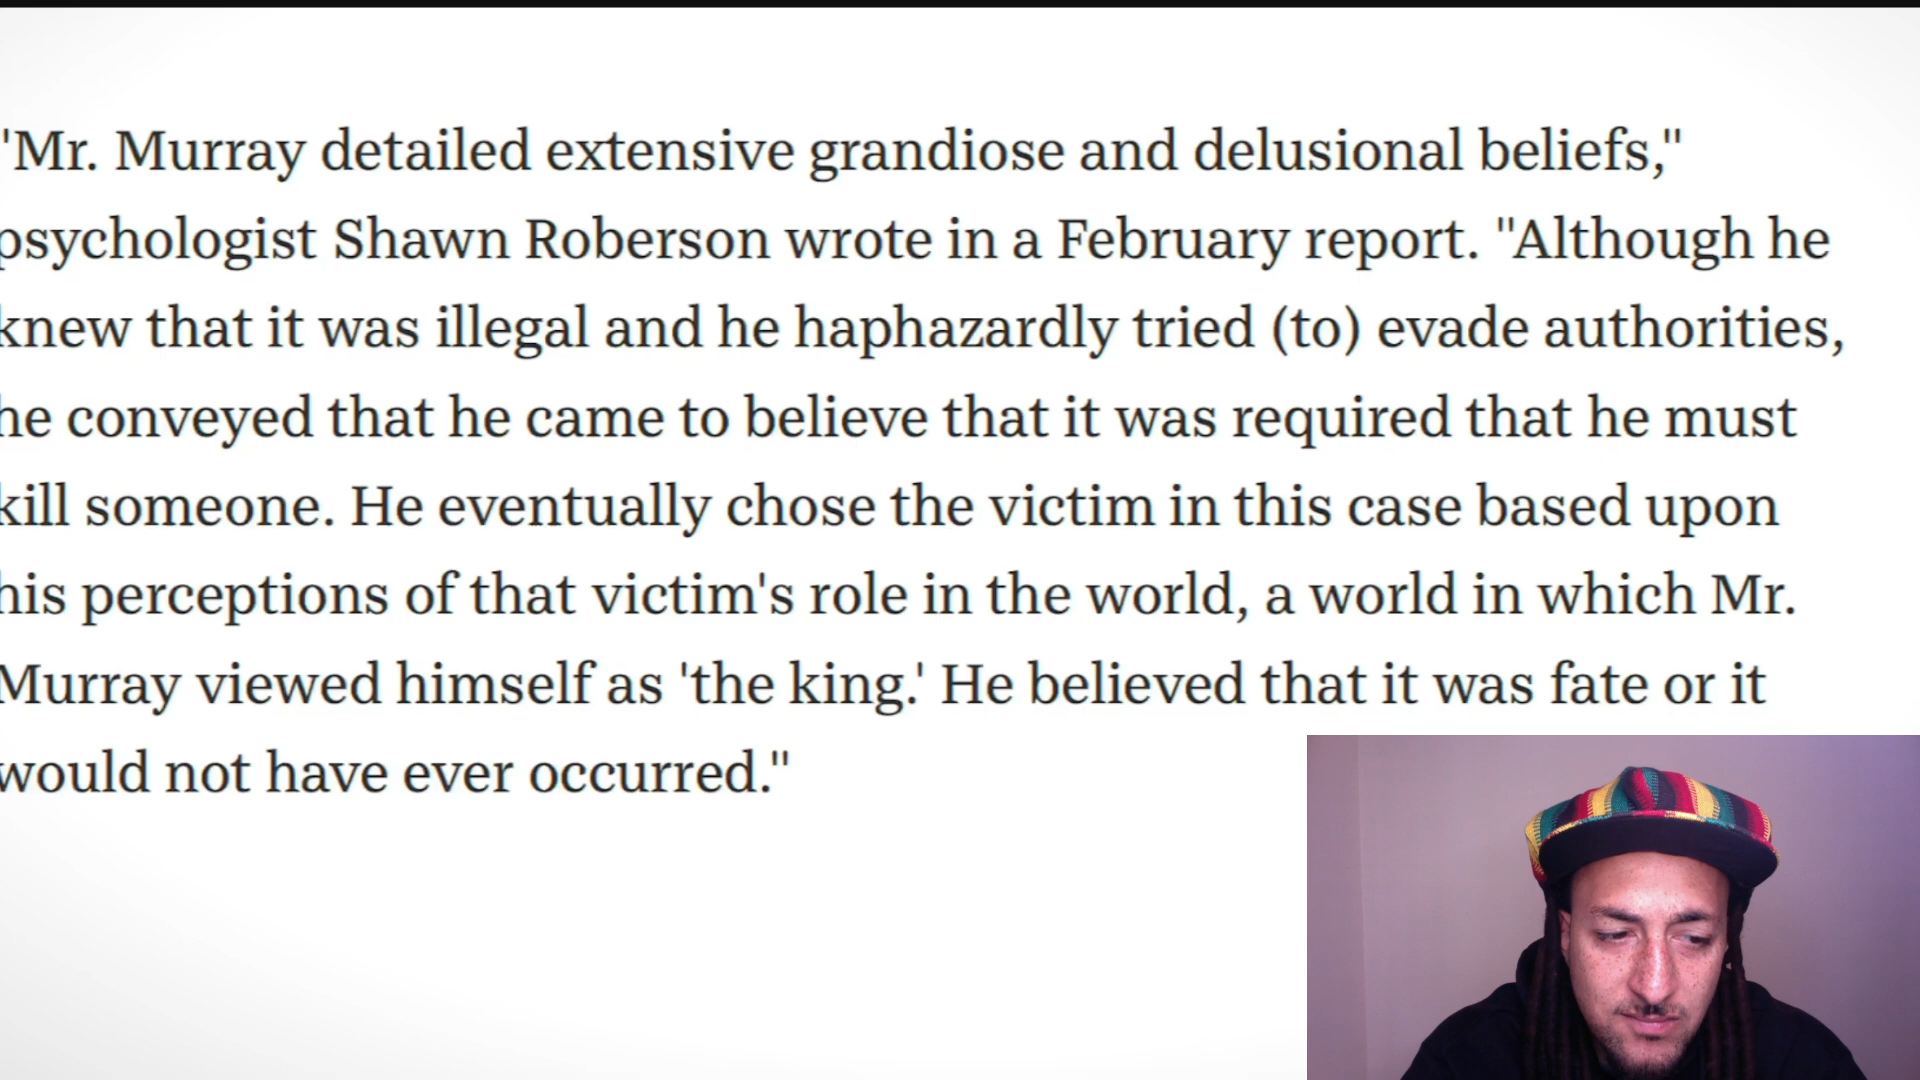 "Mr. Murray detailed extensive grandiose and delusional beliefs,"
psychologist Shawn Roberson wrote in a February report. "Although he
knew that it was illegal and he haphazardly tried (to) evade authorities,
he conveyed that he came to believe that it was required that he must
kill someone. He eventually chose the victim in this case based upon
his perceptions of that victim's role in the world, a world in which Mr.
Murray viewed himself as 'the king.' He believed that it was fate or it
would not have ever occurred."